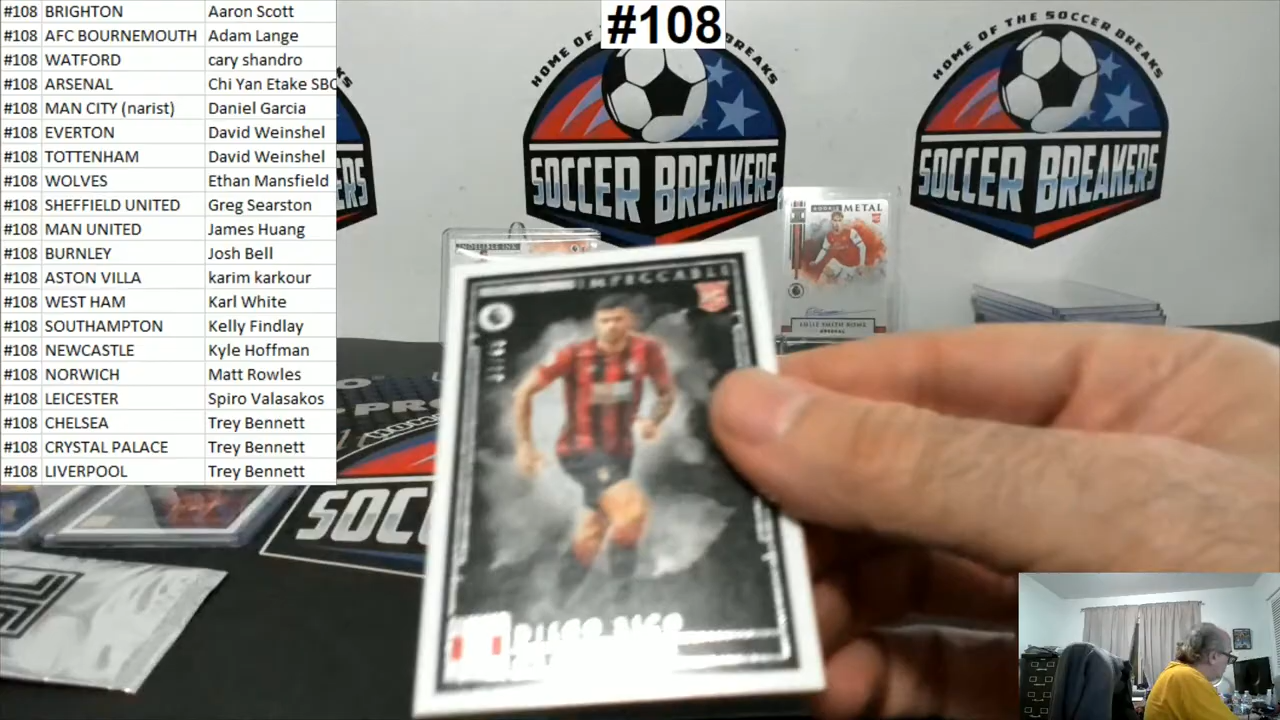 #108 BRIGHTON Aaron Scott
#108 AFC BOURNEMOUTH Adam Lange
#108 WATFORD cary shandro
#108 ARSENAL Chi Yan Etake SBC
#108 MAN CITY (narist) Daniel Garcia
#108 EVERTON David Weinshel
#108 TOTTENHAM David Weinshel
#108 WOLVES Ethan Mansfield
#108 SHEFFIELD UNITED Greg Searston
#108 MAN UNITED James Huang
#108 BURNLEY Josh Bell
#108 ASTON VILLA karim karkour
#108 WEST HAM Karl White
#108 SOUTHAMPTON Kelly Findlay
#108 NEWCASTLE Kyle Hoffman
#108 NORWICH Matt Rowles
#108 LEICESTER Spiro Valasakos
#108 CHELSEA Trey Bennett
#108 CRYSTAL PALACE Trey Bennett
#108 LIVERPOOL Trey Bennett
#108
HOME OF THE SOCCER BREAKS
SOCCER BREAKERS
HOME OF THE SOCCER BREAKS
SOCCER BREAKERS
INDELIBLE INK
ROOKIE METAL
EMILE SMITH ROWE
ARSENAL
IMPECCABLE
DIEGO RICO